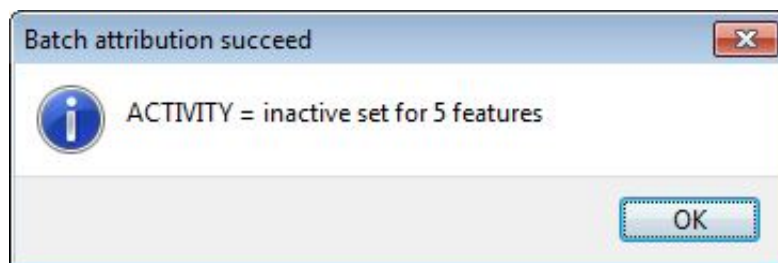 Batch attribution succeed
ACTIVITY = inactive set for 5 features
OK